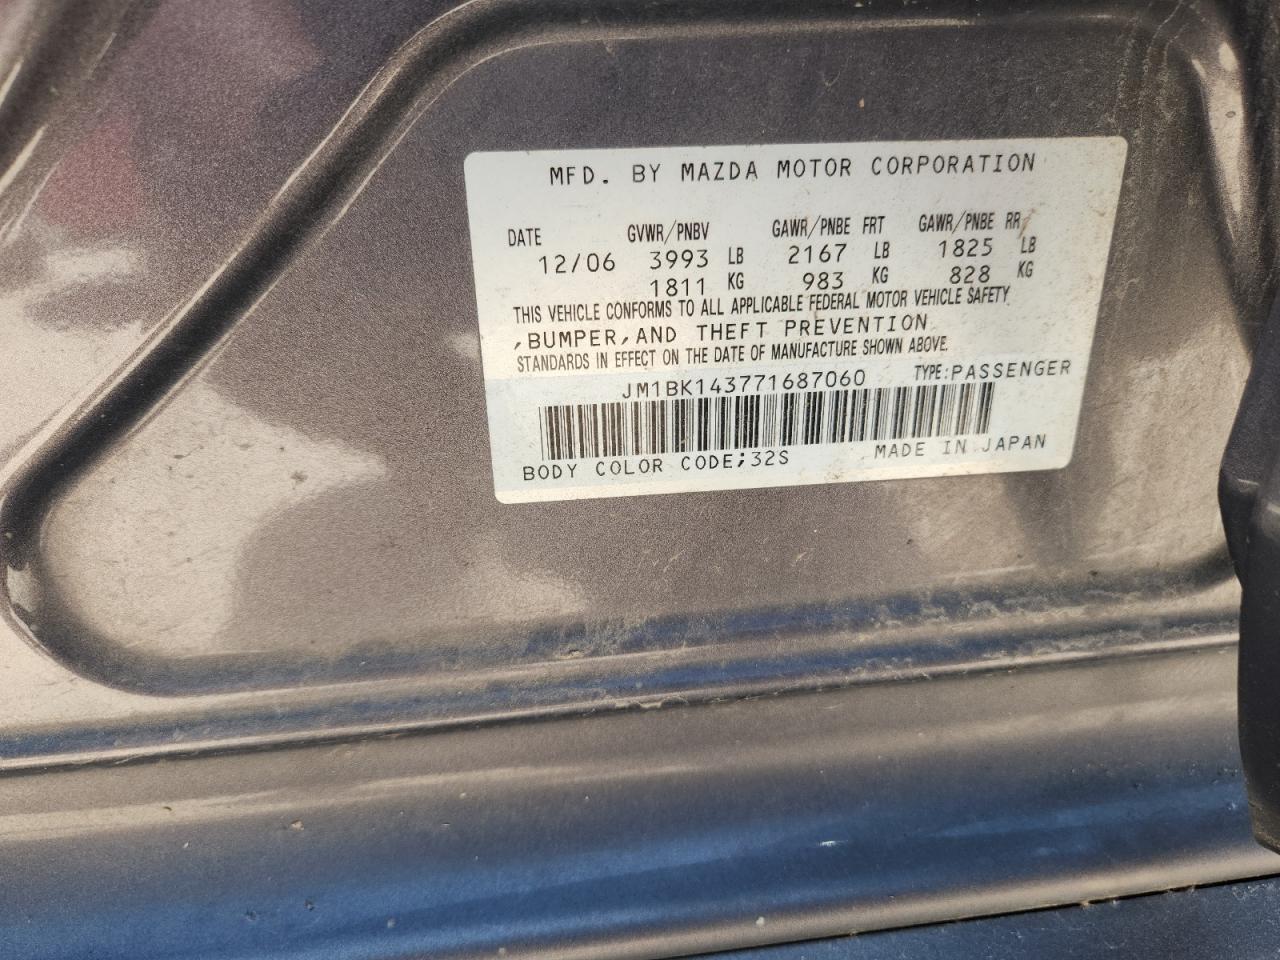 MFD. BY MAZDA MOTOR CORPORATION
DATE GVWR/PNBV GAWR/PNBE FRT GAWR/PNBE RR
12/06 3993 LB 2167 LB 1825 LB
1811 KG 983 KG 828 KG
THIS VEHICLE CONFORMS TO ALL APPLICABLE FEDERAL MOTOR VEHICLE SAFETY
,BUMPER,AND THEFT PREVENTION
STANDARDS IN EFFECT ON THE DATE OF MANUFACTURE SHOWN ABOVE.
JM1BK143771687060 TYPE:PASSENGER
BODY COLOR CODE;32S MADE IN JAPAN